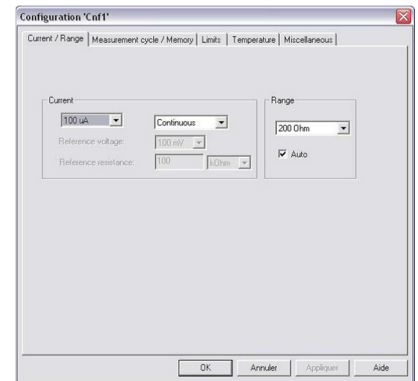 Configuration 'Cnf1'
Current / Range
Measurement cycle / Memory
Limits
Temperature
Miscellaneous
Current
100 uA
Continuous
Reference voltage:
100 mV
Reference resistance:
100
kOhm
Range
200 Ohm
Auto
OK
Annuler
Appliquer
Aide